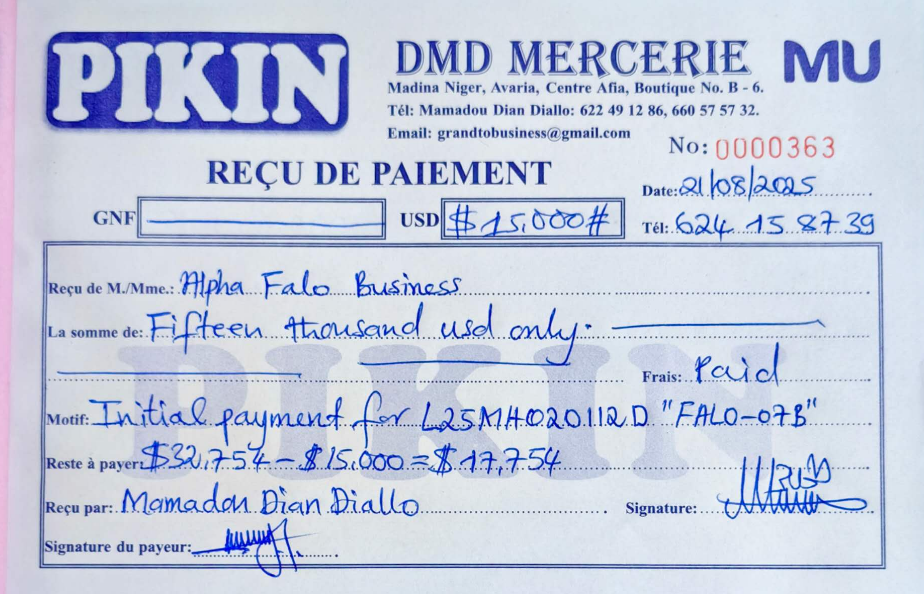 PIKIN
DMD MERCERIE
MU
Madina Niger, Avaria, Centre Afia, Boutique No. B - 6.
Tél: Mamadou Dian Diallo: 622 49 12 86, 660 57 57 32.
Email: grandtobusiness@gmail.com
No: 0000363
REÇU DE PAIEMENT
Date: 21/08/2025
GNF
USD $15,000#
Tél: 624 15 87 39
Reçu de M./Mme.: Alpha Falo Business
La somme de: Fifteen thousand usd only.
Frais: Paid
Motif: Initial payment for L25MH020112D "FALO-07B"
Reste à payer: $32,754 - $15,000 = $17,754
Reçu par: Mamadou Dian Diallo
Signature:
Signature du payeur:
PIKIN